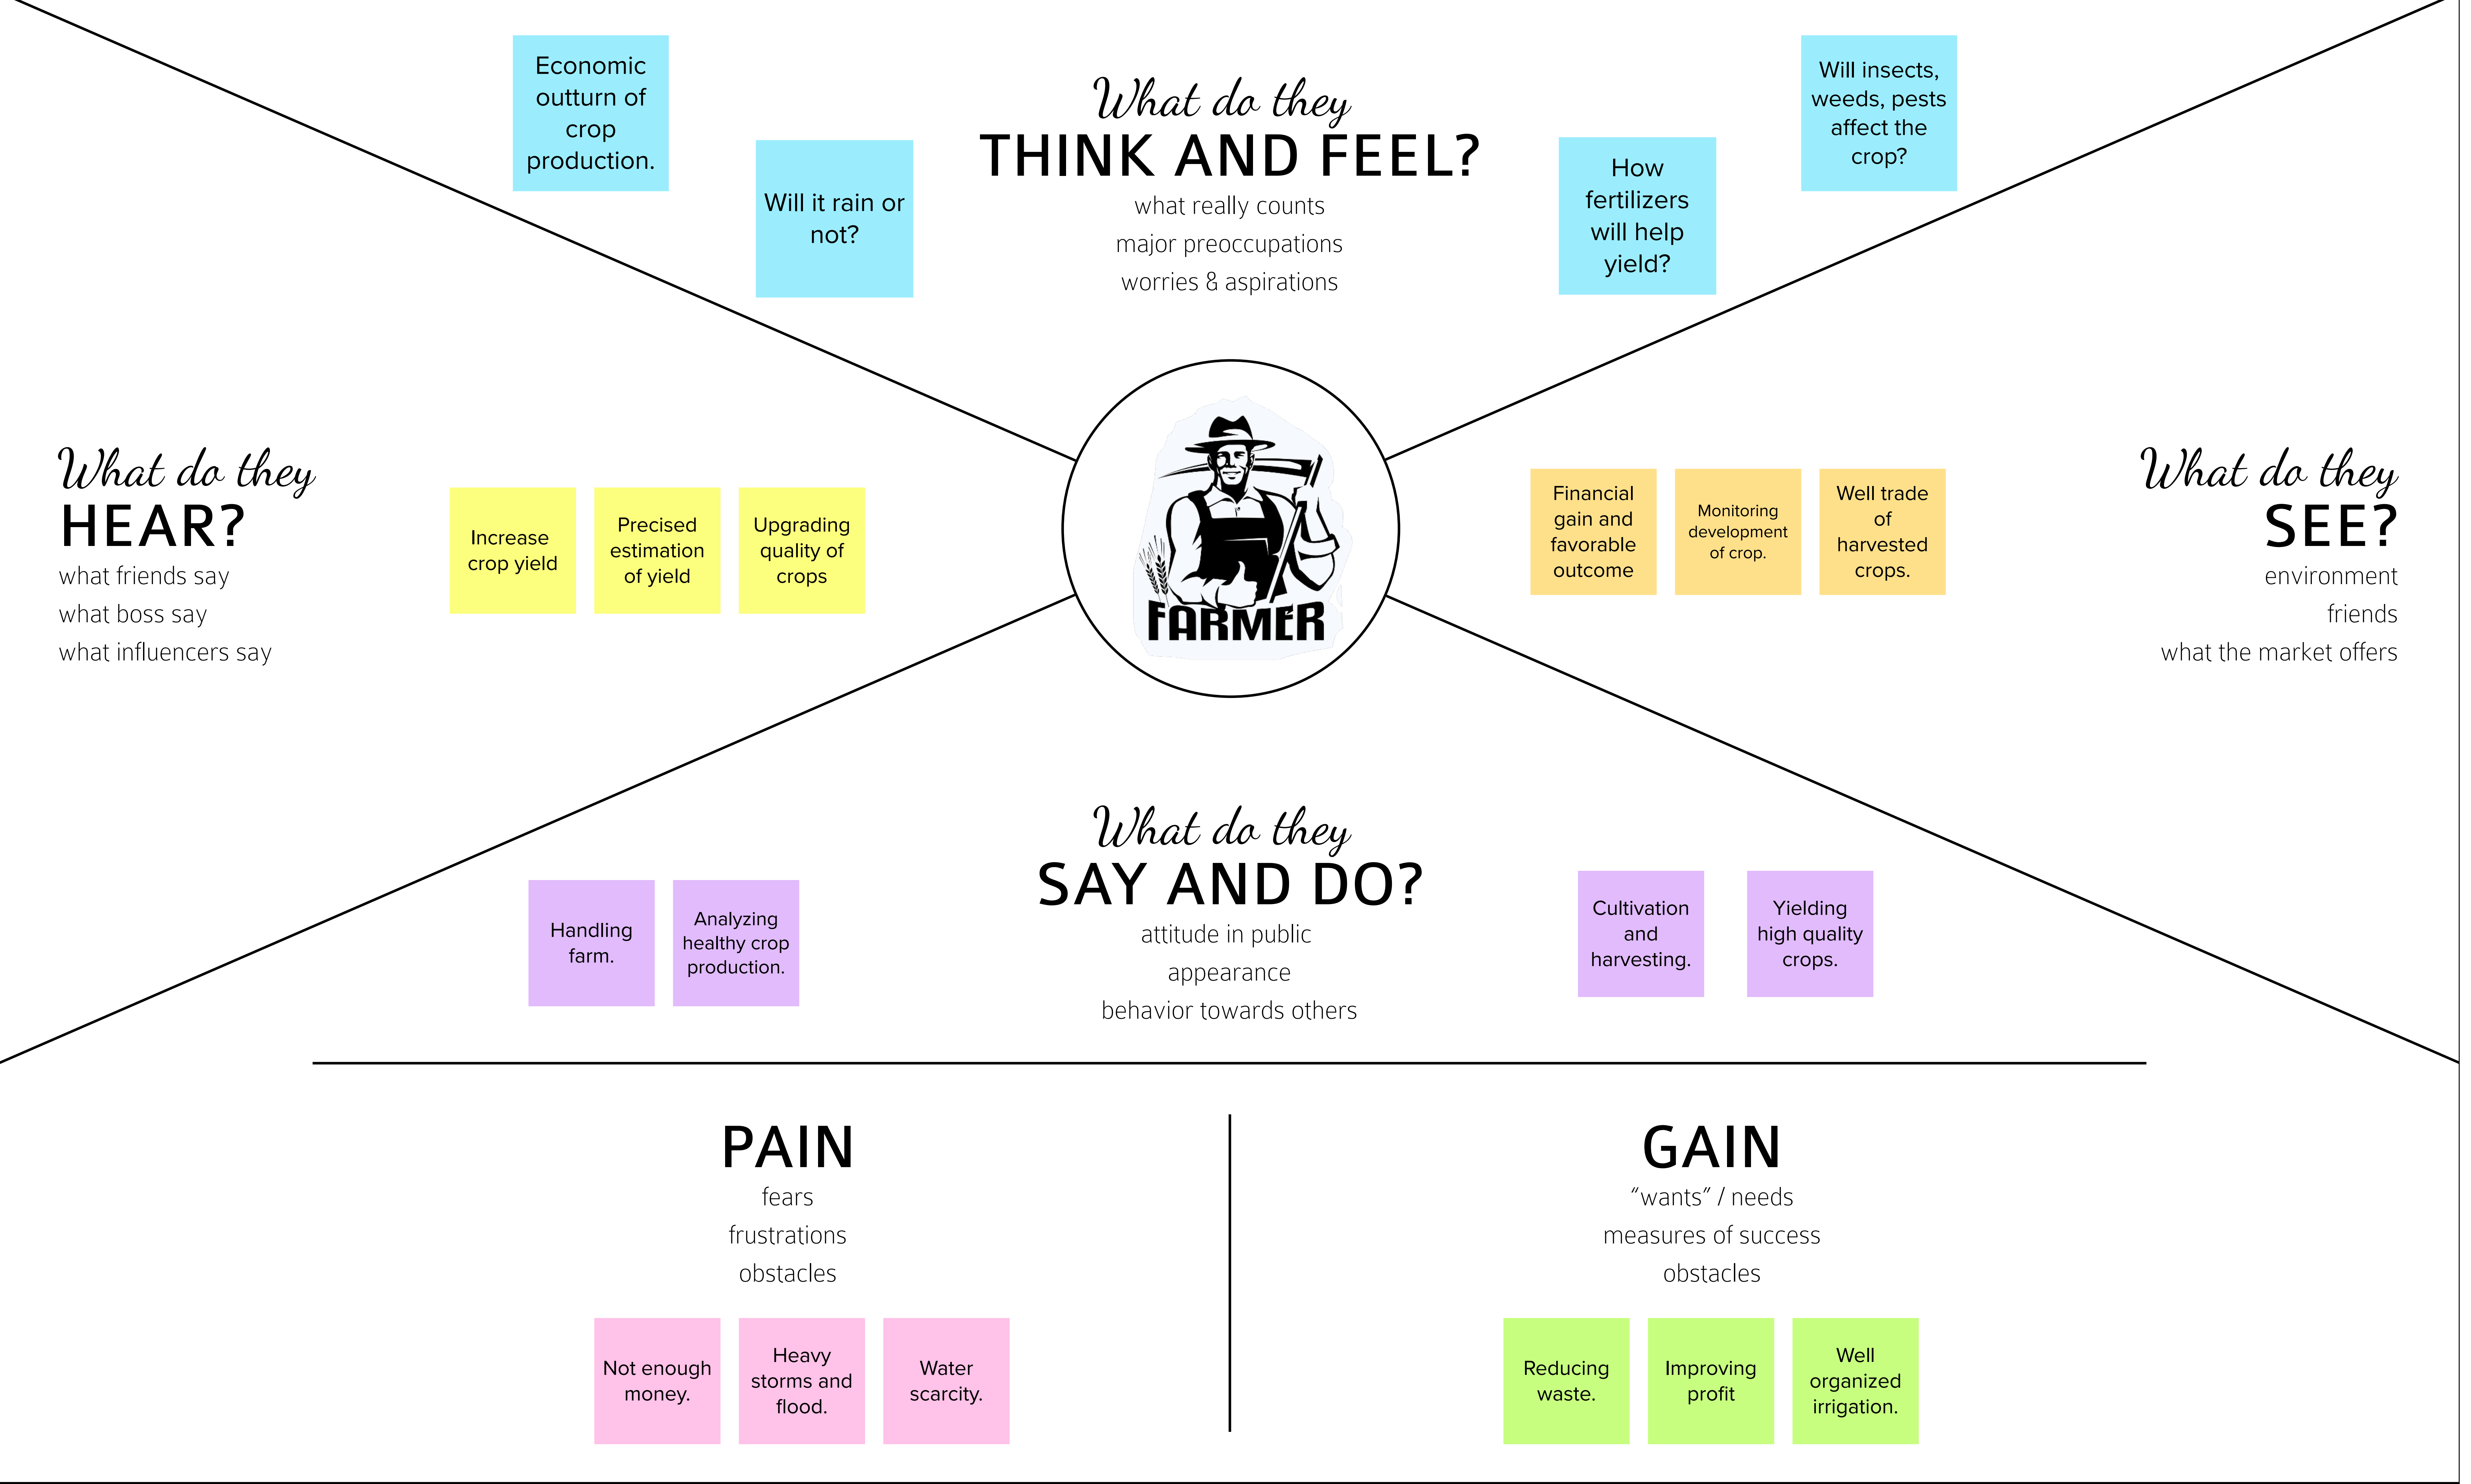 Economic
outturn of
crop
production.
Will it rain or
not?
What do they
THINK AND FEEL?
what really counts
major preoccupations
worries & aspirations
How
fertilizers
will help
yield?
Will insects,
weeds, pests
affect the
crop?
What do they
HEAR?
what friends say
what boss say
what influencers say
Increase
crop yield
Precised
estimation
of yield
Upgrading
quality of
crops
FARMER
Financial
gain and
favorable
outcome
Monitoring
development
of crop.
Well trade
of
harvested
crops.
What do they
SEE?
environment
friends
what the market offers
What do they
SAY AND DO?
attitude in public
appearance
behavior towards others
Handling
farm.
Analyzing
healthy crop
production.
Cultivation
and
harvesting.
Yielding
high quality
crops.
PAIN
fears
frustrations
obstacles
Not enough
money.
Heavy
storms and
flood.
Water
scarcity.
GAIN
“wants” / needs
measures of success
obstacles
Reducing
waste.
Improving
profit
Well
organized
irrigation.